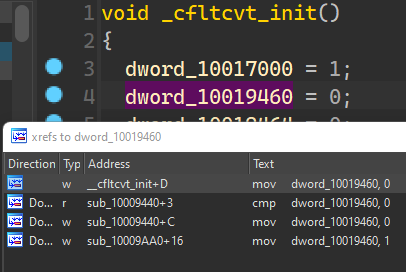 1 void _cfltcvt_init()
2 {
3 dword_10017000 = 1;
4 dword_10019460 = 0;
xrefs to dword_10019460
Direction Typ Address Text
w __cfltcvt_init+D mov dword_10019460, 0
Do... r sub_10009440+3 cmp dword_10019460, 0
Do... w sub_10009440+C mov dword_10019460, 0
Do... w sub_10009AA0+16 mov dword_10019460, 1